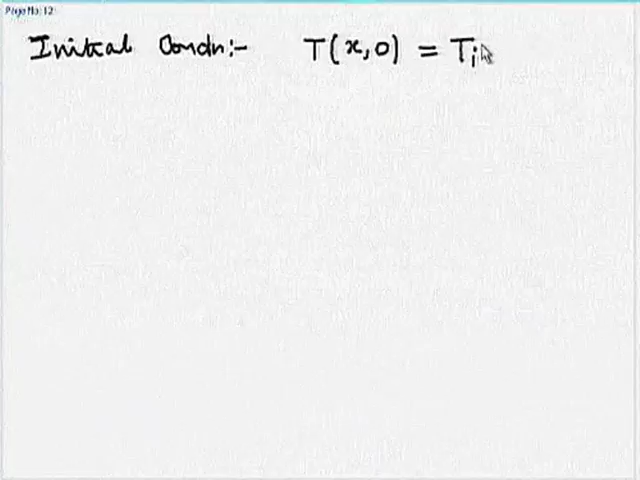 Page No: 12
Initial Condn:- T(x,0) = Ti